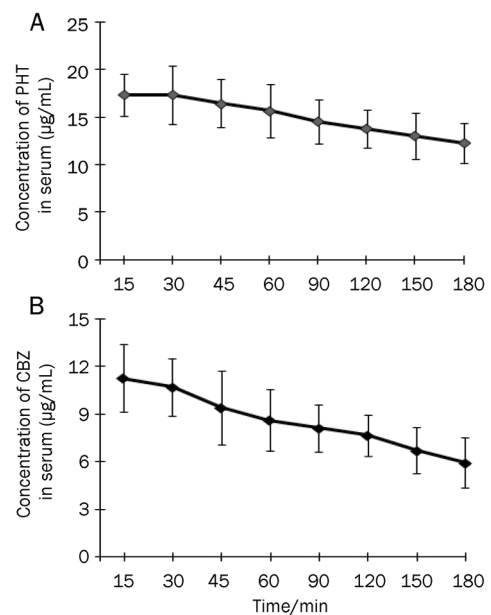 A
Concentration of PHT
in serum (μg/mL)
25
20
15
10
5
0
15 30 45 60 90 120 150 180
B
Concentration of CBZ
in serum (μg/mL)
15
12
9
6
3
0
15 30 45 60 90 120 150 180
Time/min